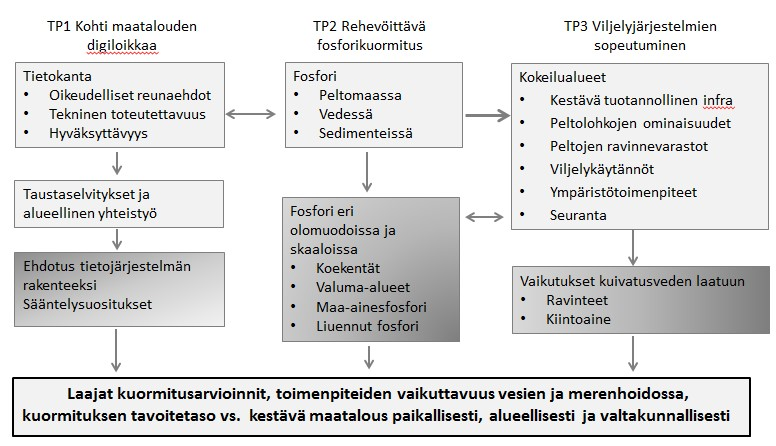 TP1 Kohti maatalouden
digiloikkaa
Tietokanta
• Oikeudelliset reunaehdot
• Tekninen toteutettavuus
• Hyväksyttävyys
Taustaselvitykset ja
alueellinen yhteistyö
Ehdotus tietojärjestelmän
rakenteeksi
Sääntelysuositukset
TP2 Rehevöittävä
fosforikuormitus
Fosfori
• Peltomaassa
• Vedessä
• Sedimenteissä
Fosfori eri
olomuodoissa ja
skaaloissa
• Koekentät
• Valuma-alueet
• Maa-ainesfosfori
• Liuennut fosfori
TP3 Viljelyjärjestelmien
sopeutuminen
Kokeilualueet
• Kestävä tuotannollinen infra
• Peltolohkojen ominaisuudet
• Peltojen ravinnevarastot
• Viljelykäytännöt
• Ympäristötoimenpiteet
• Seuranta
Vaikutukset kuivatusveden laatuun
• Ravinteet
• Kiintoaine
Laajat kuormitusarvioinnit, toimenpiteiden vaikuttavuus vesien ja merenhoidossa,
kuormituksen tavoitetaso vs. kestävä maatalous paikallisesti, alueellisesti ja valtakunnallisesti